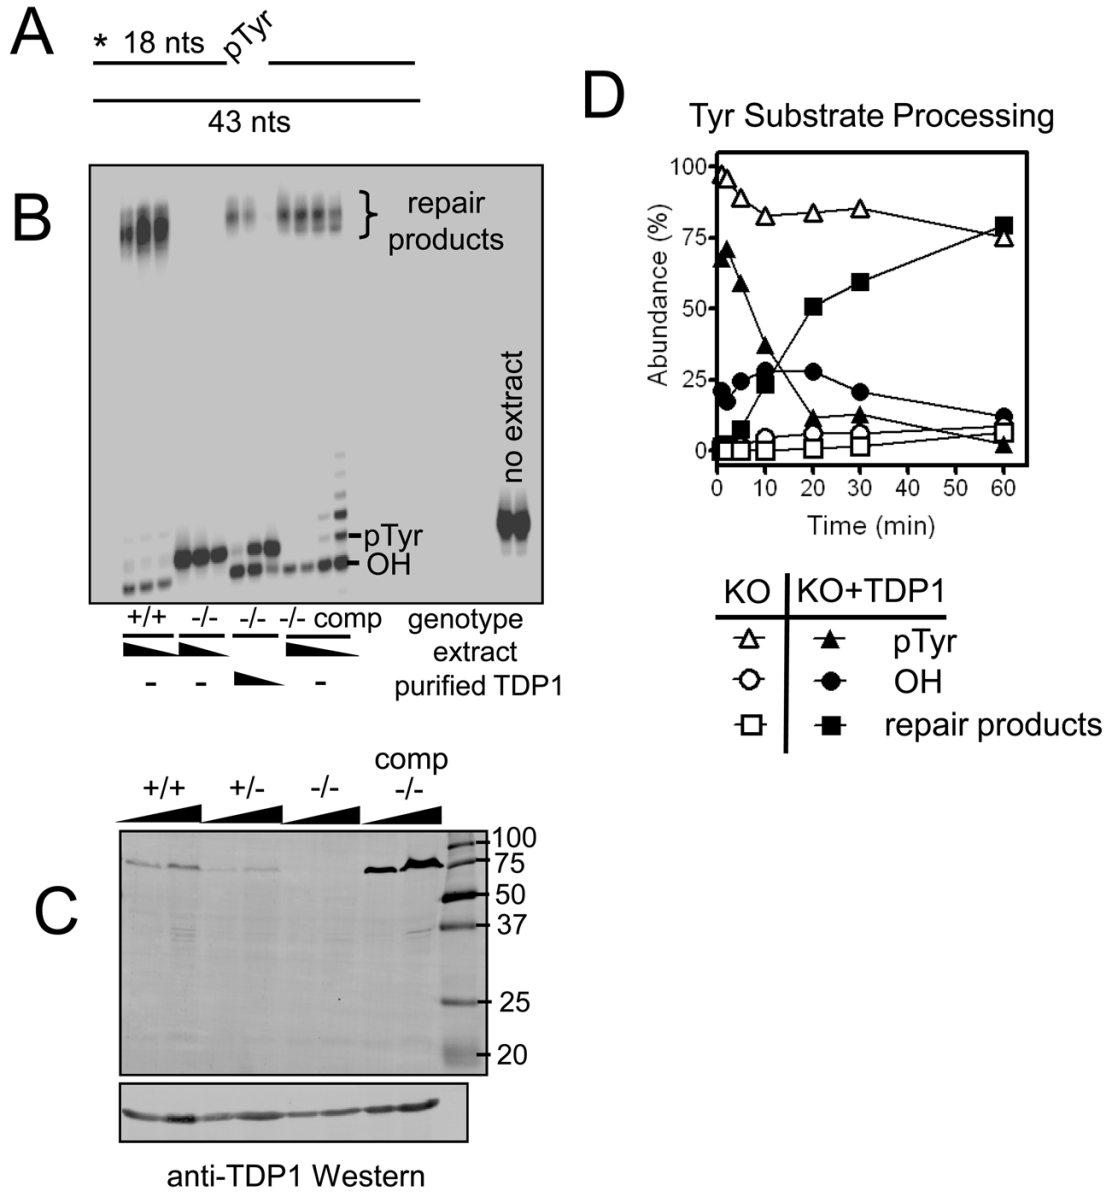 A
* 18 nts
pTyr
43 nts
B
repair
products
no extract
pTyr
OH
+/+ -/- -/- -/- comp genotype
extract
- - - purified TDP1
C
comp
+/+ +/- -/- -/-
100
75
50
37
25
20
anti-TDP1 Western
D
Tyr Substrate Processing
Abundance (%)
100
75
50
25
0
0 10 20 30 40 50 60
Time (min)
KO KO+TDP1
pTyr
OH
repair products